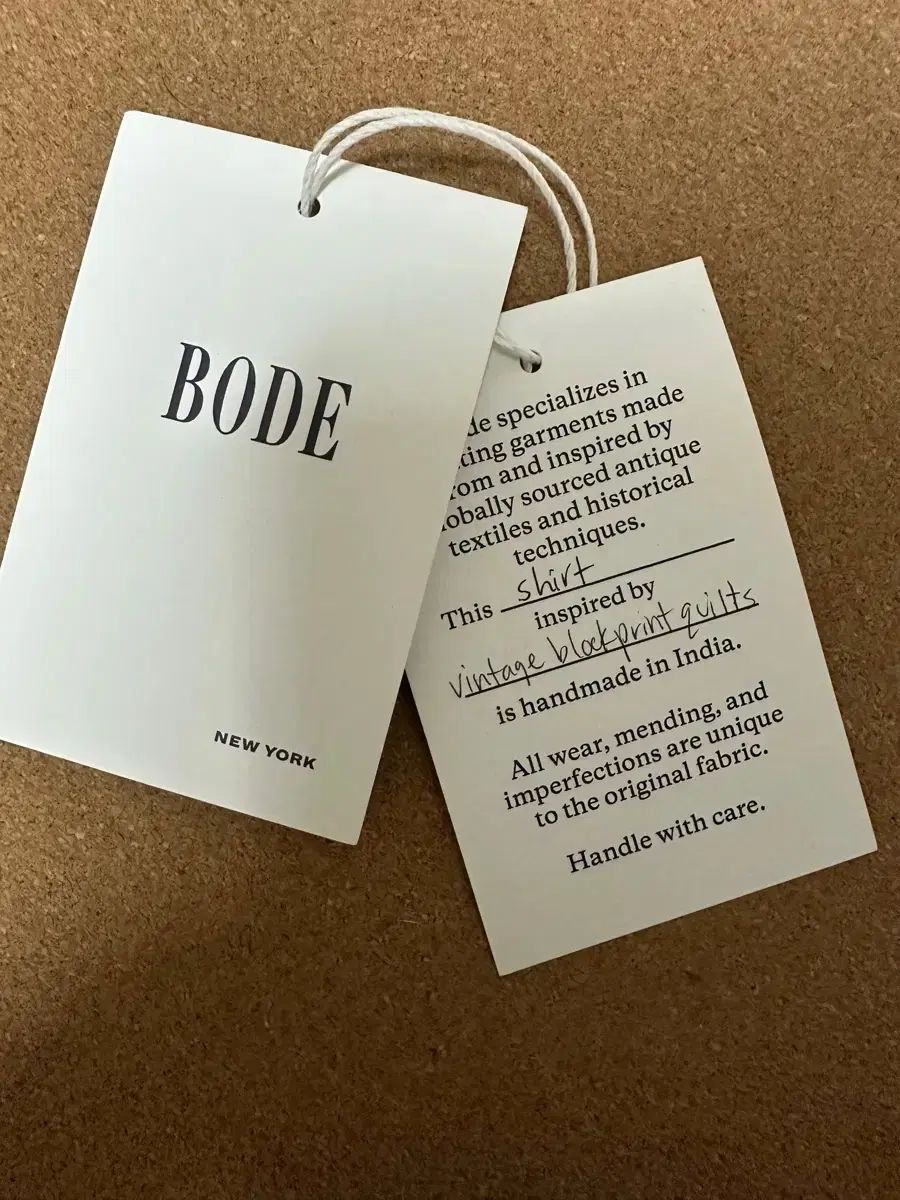 BODE
NEW YORK
de specializes in
ting garments made
rom and inspired by
lobally sourced antique
textiles and historical
techniques.
This shirt
inspired by
vintage blockprint quilts
is handmade in India.
All wear, mending, and
imperfections are unique
to the original fabric.
Handle with care.